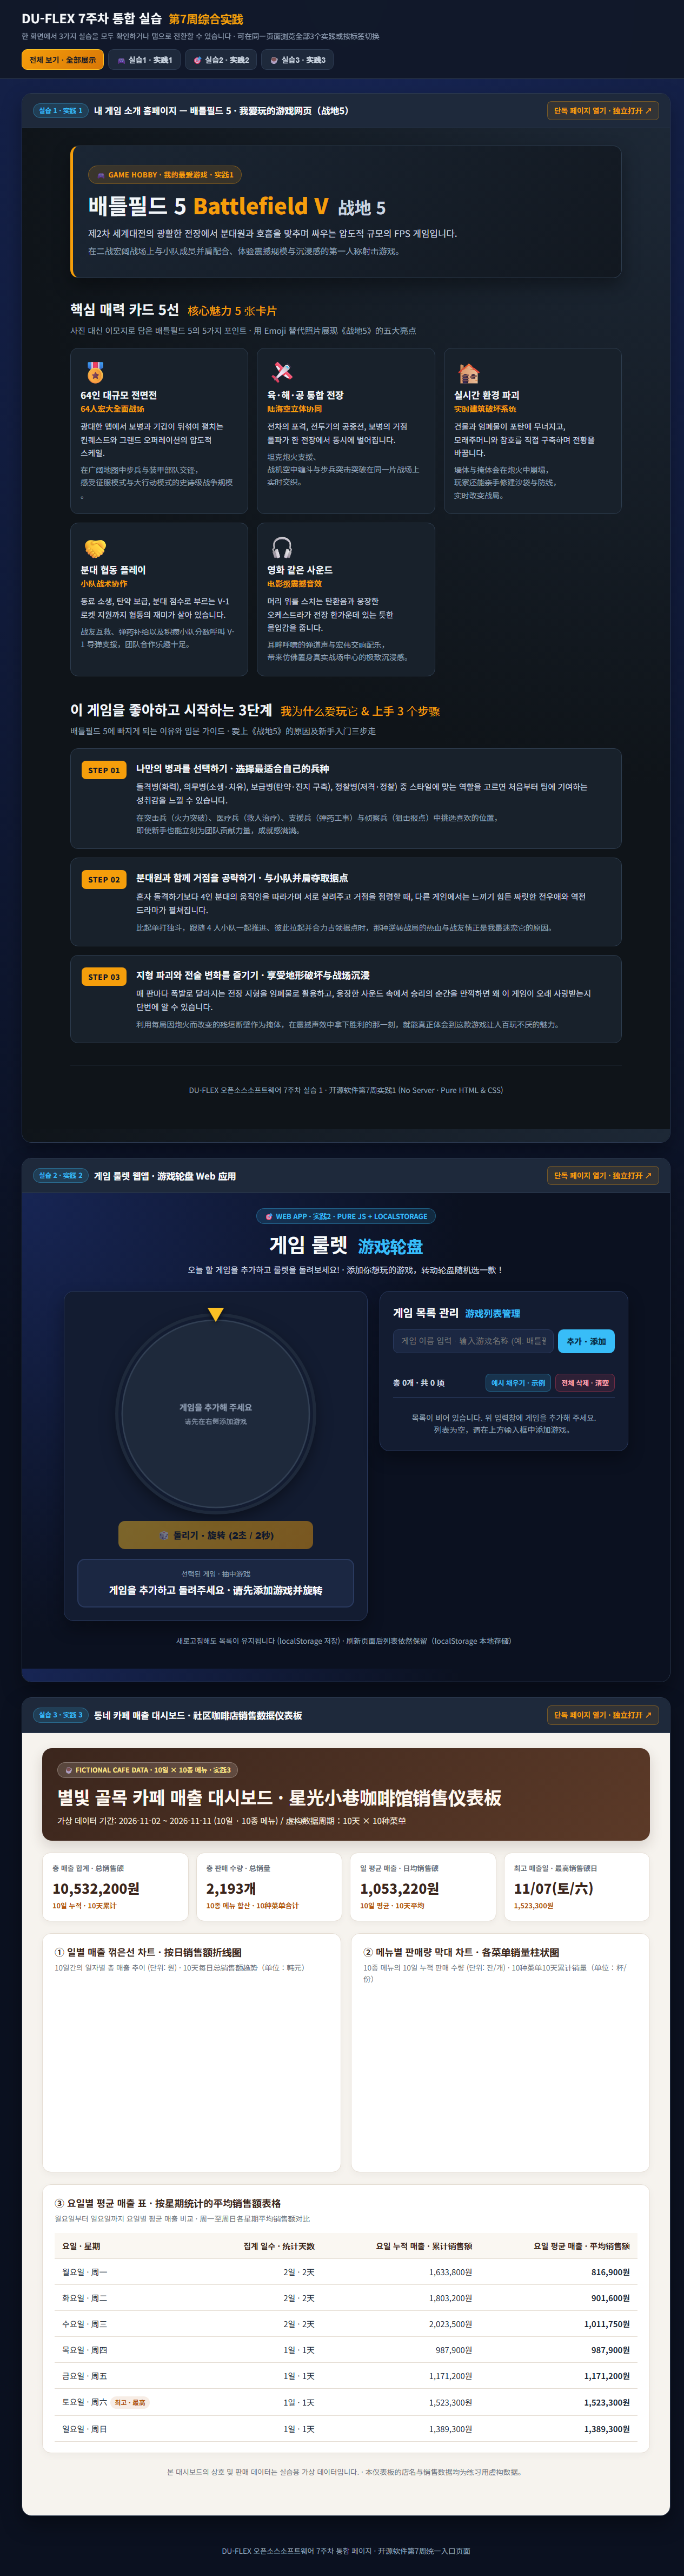 DU-FLEX 7주차 통합 실습 第7周综合实践
한 화면에서 3가지 실습을 모두 확인하거나 탭으로 전환할 수 있습니다 · 可在同一页面浏览全部3个实践或按标签切换
전체 보기 · 全部展示
🎮 실습1 · 实践1
🎯 실습2 · 实践2
☕ 실습3 · 实践3
실습 1 · 实践 1
내 게임 소개 홈페이지 — 배틀필드 5 · 我爱玩的游戏网页（战地5）
단독 페이지 열기 · 独立打开 ↗
🎮 GAME HOBBY · 我的最爱游戏 · 实践1
배틀필드 5 Battlefield V 战地 5
제2차 세계대전의 광활한 전장에서 분대원과 호흡을 맞추며 싸우는 압도적 규모의 FPS 게임입니다.
在二战宏阔战场上与小队成员并肩配合、体验震撼规模与沉浸感的第一人称射击游戏。
핵심 매력 카드 5선 核心魅力 5 张卡片
사진 대신 이모지로 담은 배틀필드 5의 5가지 포인트 · 用 Emoji 替代照片展现《战地5》的五大亮点
64인 대규모 전면전
64人宏大全面战场
광대한 맵에서 보병과 기갑이 뒤섞여 펼치는
컨퀘스트와 그랜드 오퍼레이션의 압도적
스케일.
在广阔地图中步兵与装甲部队交锋，
感受征服模式与大行动模式的史诗级战争规模
。
육·해·공 통합 전장
陆海空立体协同
전차의 포격, 전투기의 공중전, 보병의 거점
돌파가 한 전장에서 동시에 벌어집니다.
坦克炮火支援、
战机空中缠斗与步兵突击突破在同一片战场上
实时交织。
실시간 환경 파괴
实时建筑破坏系统
건물과 엄폐물이 포탄에 무너지고,
모래주머니와 참호를 직접 구축하며 전황을
바꿉니다.
墙体与掩体会在炮火中崩塌，
玩家还能亲手修建沙袋与防线，
实时改变战局。
분대 협동 플레이
小队战术协作
동료 소생, 탄약 보급, 분대 점수로 부르는 V-1
로켓 지원까지 협동의 재미가 살아 있습니다.
战友互救、弹药补给以及积攒小队分数呼叫 V-
1 导弹支援，团队合作乐趣十足。
영화 같은 사운드
电影级震撼音效
머리 위를 스치는 탄환음과 웅장한
오케스트라가 전장 한가운데 있는 듯한
몰입감을 줍니다.
耳畔呼啸的弹道声与宏伟交响配乐，
带来仿佛置身真实战场中心的极致沉浸感。
이 게임을 좋아하고 시작하는 3단계 我为什么爱玩它 & 上手 3 个步骤
배틀필드 5에 빠지게 되는 이유와 입문 가이드 · 爱上《战地5》的原因及新手入门三步走
STEP 01
나만의 병과를 선택하기 · 选择最适合自己的兵种
돌격병(화력), 의무병(소생·치유), 보급병(탄약·진지 구축), 정찰병(저격·정찰) 중 스타일에 맞는 역할을 고르면 처음부터 팀에 기여하는
성취감을 느낄 수 있습니다.
在突击兵（火力突破）、医疗兵（救人治疗）、支援兵（弹药工事）与侦察兵（狙击报点）中挑选喜欢的位置，
即使新手也能立刻为团队贡献力量，成就感满满。
STEP 02
분대원과 함께 거점을 공략하기 · 与小队并肩夺取据点
혼자 돌격하기보다 4인 분대의 움직임을 따라가며 서로 살려주고 거점을 점령할 때, 다른 게임에서는 느끼기 힘든 짜릿한 전우애와 역전
드라마가 펼쳐집니다.
比起单打独斗，跟随 4 人小队一起推进、彼此拉起并合力占领据点时，那种逆转战局的热血与战友情正是我最迷恋它的原因。
STEP 03
지형 파괴와 전술 변화를 즐기기 · 享受地形破坏与战场沉浸
매 판마다 폭발로 달라지는 전장 지형을 엄폐물로 활용하고, 웅장한 사운드 속에서 승리의 순간을 만끽하면 왜 이 게임이 오래 사랑받는지
단번에 알 수 있습니다.
利用每局因炮火而改变的残垣断壁作为掩体，在震撼声效中拿下胜利的那一刻，就能真正体会到这款游戏让人百玩不厌的魅力。
DU-FLEX 오픈소스소프트웨어 7주차 실습 1 · 开源软件第7周实践1 (No Server · Pure HTML & CSS)
실습 2 · 实践 2
게임 룰렛 웹앱 · 游戏轮盘 Web 应用
단독 페이지 열기 · 独立打开 ↗
🎯 WEB APP · 实践2 · PURE JS + LOCALSTORAGE
게임 룰렛 游戏轮盘
오늘 할 게임을 추가하고 룰렛을 돌려보세요! · 添加你想玩的游戏，转动轮盘随机选一款！
게임을 추가해 주세요
请先在右侧添加游戏
🎡 돌리기 · 旋转 (2초 / 2秒)
선택된 게임 · 抽中游戏
게임을 추가하고 돌려주세요 · 请先添加游戏并旋转
게임 목록 관리 游戏列表管理
게임 이름 입력 · 输入游戏名称 (예: 배틀필
추가 · 添加
총 0개 · 共 0 项
예시 채우기 · 示例
전체 삭제 · 清空
목록이 비어 있습니다. 위 입력창에 게임을 추가해 주세요.
列表为空，请在上方输入框中添加游戏。
새로고침해도 목록이 유지됩니다 (localStorage 저장) · 刷新页面后列表依然保留（localStorage 本地存储）
실습 3 · 实践 3
동네 카페 매출 대시보드 · 社区咖啡店销售数据仪表板
단독 페이지 열기 · 独立打开 ↗
☕ FICTIONAL CAFE DATA · 10일 × 10종 메뉴 · 实践3
별빛 골목 카페 매출 대시보드 · 星光小巷咖啡馆销售仪表板
가상 데이터 기간: 2026-11-02 ~ 2026-11-11 (10일 · 10종 메뉴) / 虚构数据周期：10天 × 10种菜单
총 매출 합계 · 总销售额
10,532,200원
10일 누적 · 10天累计
총 판매 수량 · 总销量
2,193개
10종 메뉴 합산 · 10种菜单合计
일 평균 매출 · 日均销售额
1,053,220원
10일 평균 · 10天平均
최고 매출일 · 最高销售额日
11/07(토/六)
1,523,300원
① 일별 매출 꺾은선 차트 · 按日销售额折线图
10일간의 일자별 총 매출 추이 (단위: 원) · 10天每日总销售额趋势（单位：韩元）
② 메뉴별 판매량 막대 차트 · 各菜单销量柱状图
10종 메뉴의 10일 누적 판매 수량 (단위: 잔/개) · 10种菜单10天累计销量（单位：杯/
份）
③ 요일별 평균 매출 표 · 按星期统计的平均销售额表格
월요일부터 일요일까지 요일별 평균 매출 비교 · 周一至周日各星期平均销售额对比
요일 · 星期 집계 일수 · 统计天数 요일 누적 매출 · 累计销售额 요일 평균 매출 · 平均销售额
월요일 · 周一 2일 · 2天 1,633,800원 816,900원
화요일 · 周二 2일 · 2天 1,803,200원 901,600원
수요일 · 周三 2일 · 2天 2,023,500원 1,011,750원
목요일 · 周四 1일 · 1天 987,900원 987,900원
금요일 · 周五 1일 · 1天 1,171,200원 1,171,200원
토요일 · 周六 최고 · 最高 1일 · 1天 1,523,300원 1,523,300원
일요일 · 周日 1일 · 1天 1,389,300원 1,389,300원
본 대시보드의 상호 및 판매 데이터는 실습용 가상 데이터입니다. · 本仪表板的店名与销售数据均为练习用虚构数据。
DU-FLEX 오픈소스소프트웨어 7주차 통합 페이지 · 开源软件第7周统一入口页面